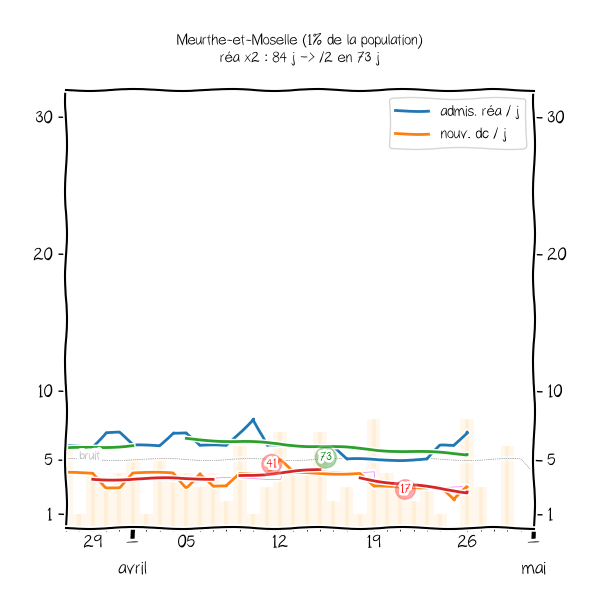 Meurthe-et-Moselle (1% de la population)
réa x2 : 84 j -> /2 en 73 j
admis. réa / j
nouv. dc / j
30
30
20
20
10
10
5
5
1
1
bruit
41
73
17
29
05
12
19
26
avril
mai